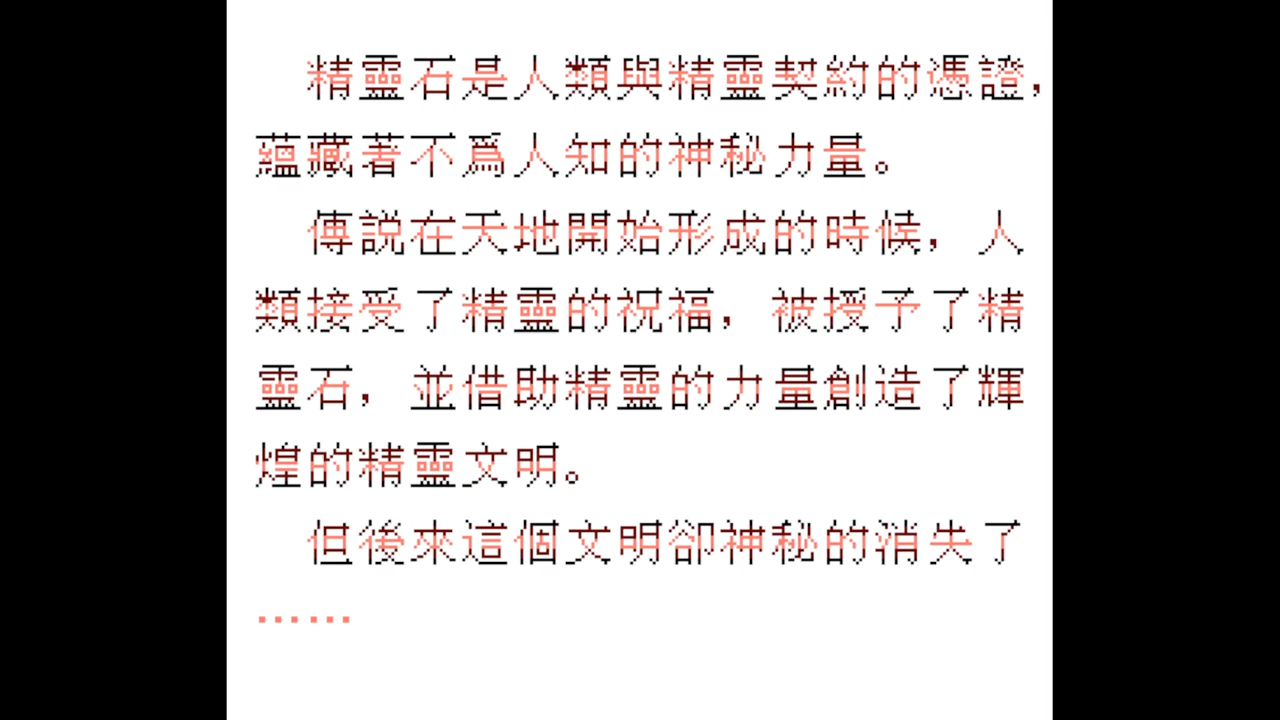 精靈石是人類與精靈契約的憑證,
蘊藏著不爲人知的神秘力量。
傳説在天地開始形成的時候,人
類接受了精靈的祝福,被授予了精
靈石,並借助精靈的力量創造了輝
煌的精靈文明。
但後來這個文明卻神秘的消失了
……